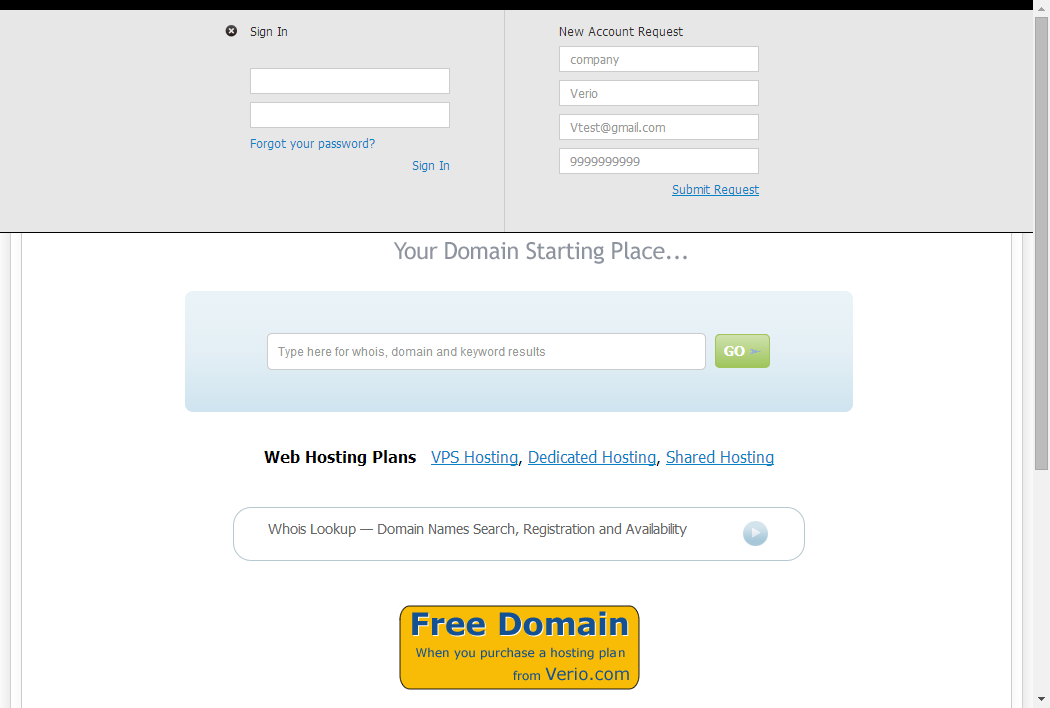 Sign In
Forgot your password?
Sign In
New Account Request
company
Verio
Vtest@gmail.com
9999999999
Submit Request
Your Domain Starting Place...
Type here for whois, domain and keyword results
GO
Web Hosting Plans VPS Hosting, Dedicated Hosting, Shared Hosting
Whois Lookup — Domain Names Search, Registration and Availability
Free Domain
When you purchase a hosting plan
from Verio.com